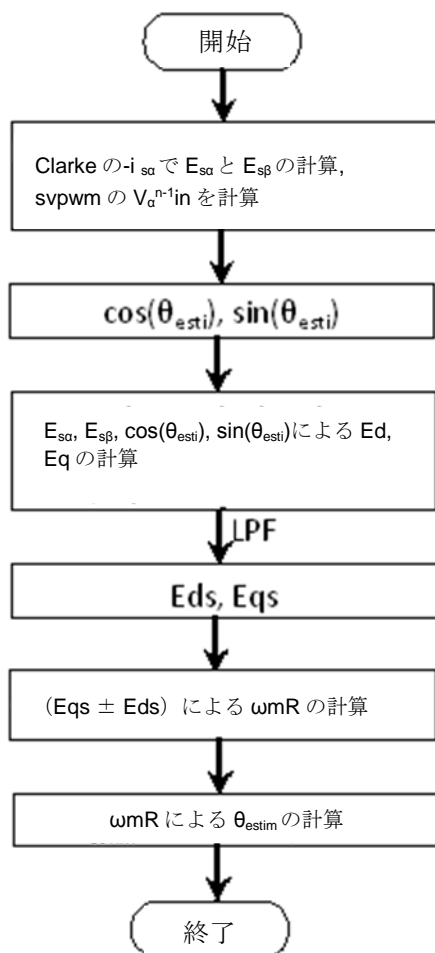 開始
Clarke の-i sα で Esα と Esβ の計算,
svpwm の Vα^n-1in を計算
cos(θesti), sin(θesti)
Esα, Esβ, cos(θesti), sin(θesti)による Ed,
Eq の計算
LPF
Eds, Eqs
（Eqs ± Eds）による ωmR の計算
ωmR による θestim の計算
終了